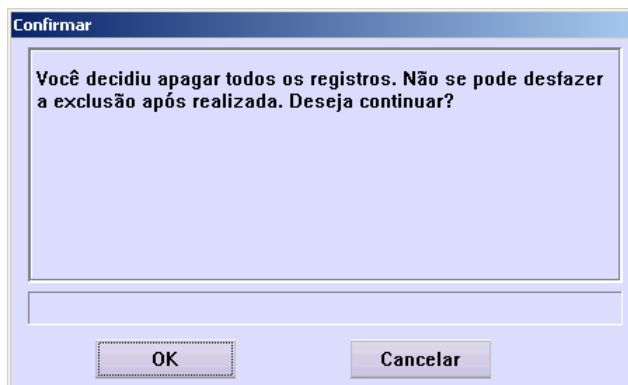 Confirmar
Você decidiu apagar todos os registros. Não se pode desfazer
a exclusão após realizada. Deseja continuar?
OK
Cancelar